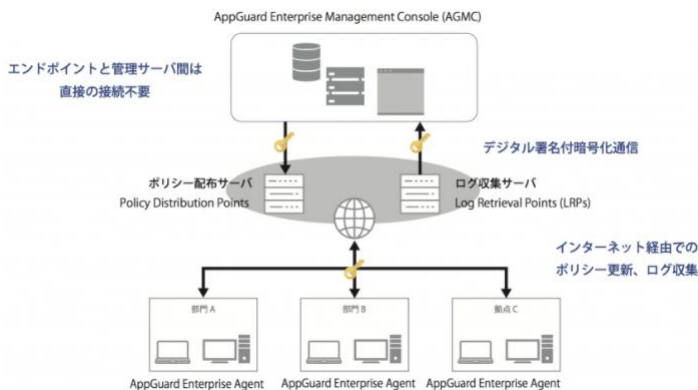 AppGuard Enterprise Management Console (AGMC)
エンドポイントと管理サーバ間は
直接の接続不要
デジタル署名付暗号化通信
ポリシー配布サーバ
Policy Distribution Points
ログ収集サーバ
Log Retrieval Points (LRPs)
インターネット経由での
ポリシー更新、ログ収集
部門 A
部門 B
拠点 C
AppGuard Enterprise Agent
AppGuard Enterprise Agent
AppGuard Enterprise Agent